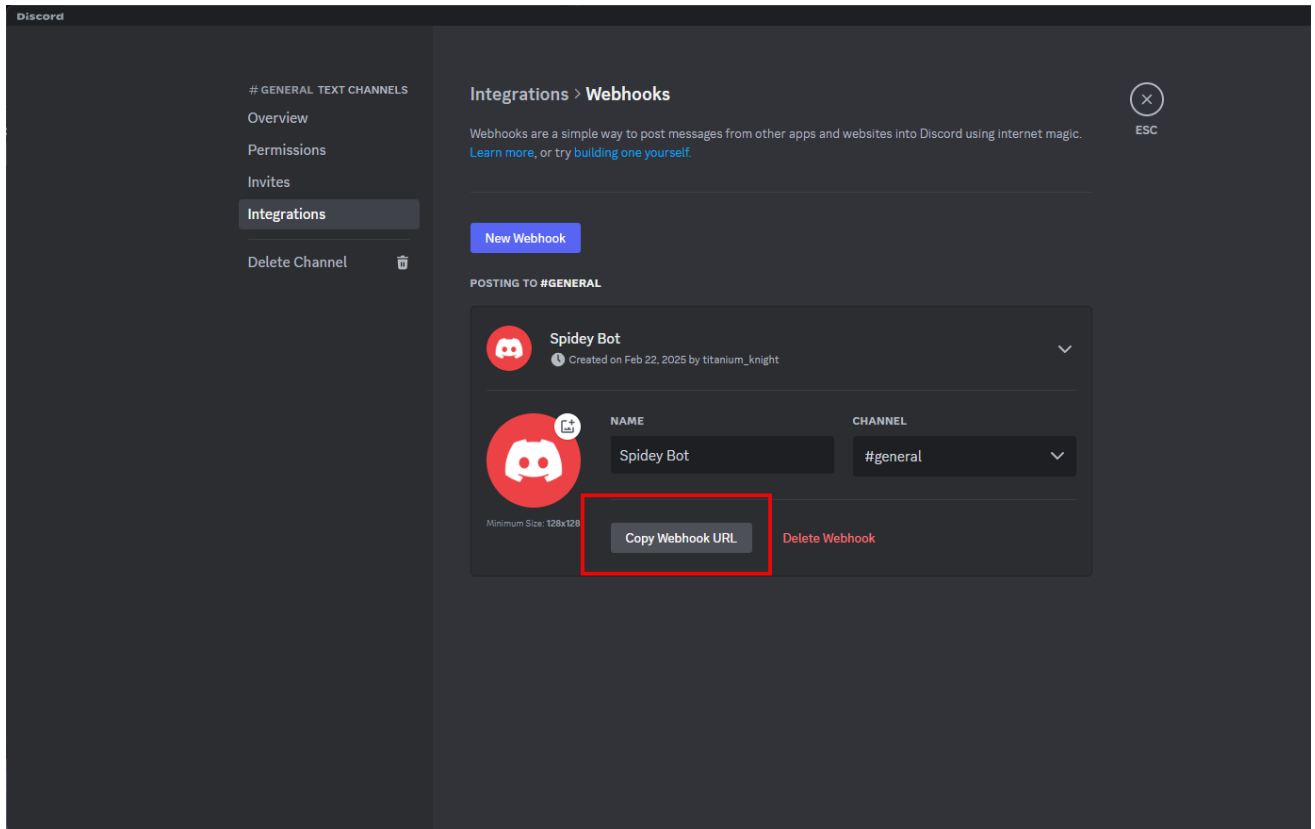 Discord
# GENERAL TEXT CHANNELS
Overview
Permissions
Invites
Integrations
Delete Channel
Integrations > Webhooks
Webhooks are a simple way to post messages from other apps and websites into Discord using internet magic.
Learn more, or try building one yourself.
ESC
New Webhook
POSTING TO #GENERAL
Spidey Bot
Created on Feb 22, 2025 by titanium_knight
NAME
CHANNEL
Spidey Bot
#general
Minimum Size: 128x128
Copy Webhook URL
Delete Webhook